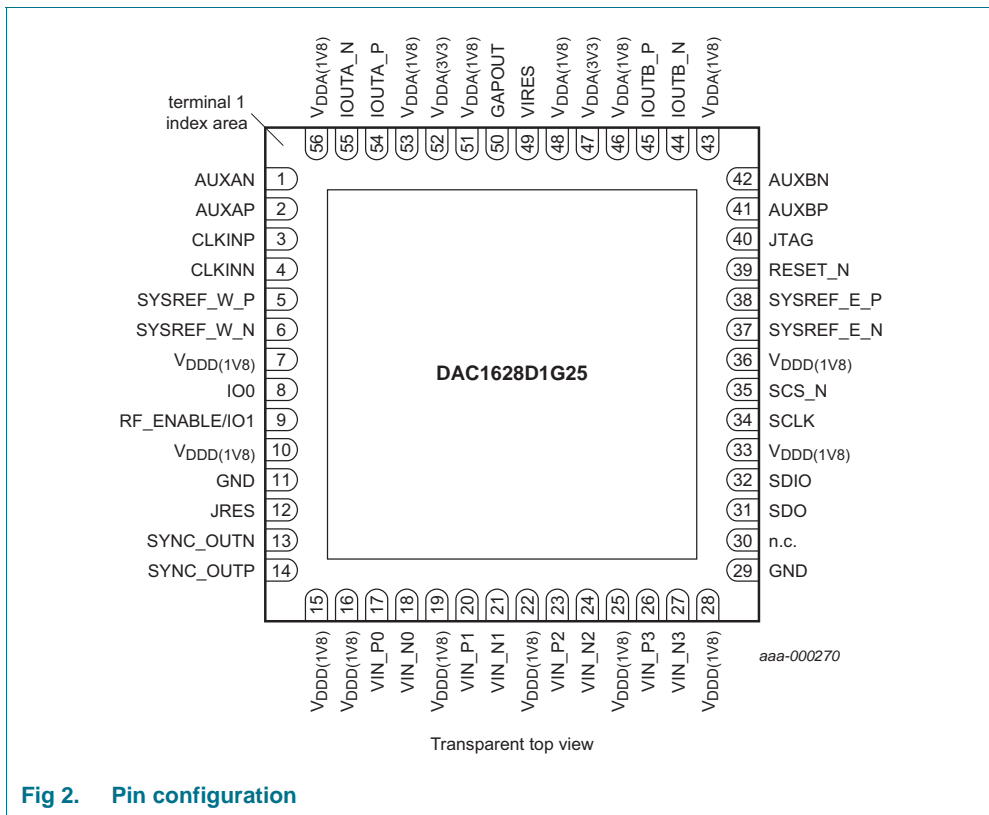 VDDA(1V8)
IOUTA_N
IOUTA_P
VDDA(1V8)
VDDA(3V3)
VDDA(1V8)
GAPOUT
VIRES
VDDA(1V8)
VDDA(3V3)
VDDA(1V8)
IOUTB_P
IOUTB_N
VDDA(1V8)
terminal 1
index area
56 55 54 53 52 51 50 49 48 47 46 45 44 43
AUXAN 1
AUXAP 2
CLKINP 3
CLKINN 4
SYSREF_W_P 5
SYSREF_W_N 6
VDDD(1V8) 7
IO0 8
RF_ENABLE/IO1 9
VDDD(1V8) 10
GND 11
JRES 12
SYNC_OUTN 13
SYNC_OUTP 14
DAC1628D1G25
42 AUXBN
41 AUXBP
40 JTAG
39 RESET_N
38 SYSREF_E_P
37 SYSREF_E_N
36 VDDD(1V8)
35 SCS_N
34 SCLK
33 VDDD(1V8)
32 SDIO
31 SDO
30 n.c.
29 GND
15 16 17 18 19 20 21 22 23 24 25 26 27 28
VDDD(1V8)
VDDD(1V8)
VIN_P0
VIN_N0
VDDD(1V8)
VIN_P1
VIN_N1
VDDD(1V8)
VIN_P2
VIN_N2
VDDD(1V8)
VIN_P3
VIN_N3
VDDD(1V8)
aaa-000270
Transparent top view
Fig 2. Pin configuration